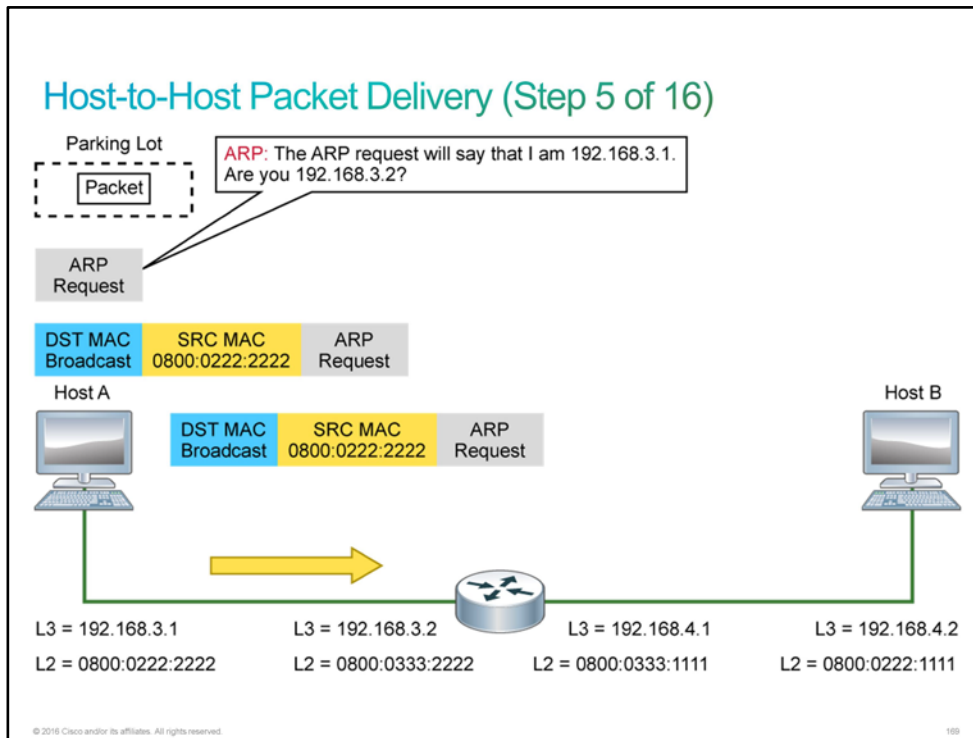 Host-to-Host Packet Delivery (Step 5 of 16)
Parking Lot
Packet
ARP: The ARP request will say that I am 192.168.3.1.
Are you 192.168.3.2?
ARP
Request
DST MAC
Broadcast
SRC MAC
0800:0222:2222
ARP
Request
Host A
Host B
DST MAC
Broadcast
SRC MAC
0800:0222:2222
ARP
Request
L3 = 192.168.3.1
L2 = 0800:0222:2222
L3 = 192.168.3.2
L2 = 0800:0333:2222
L3 = 192.168.4.1
L2 = 0800:0333:1111
L3 = 192.168.4.2
L2 = 0800:0222:1111
© 2016 Cisco and/or its affiliates. All rights reserved.
169